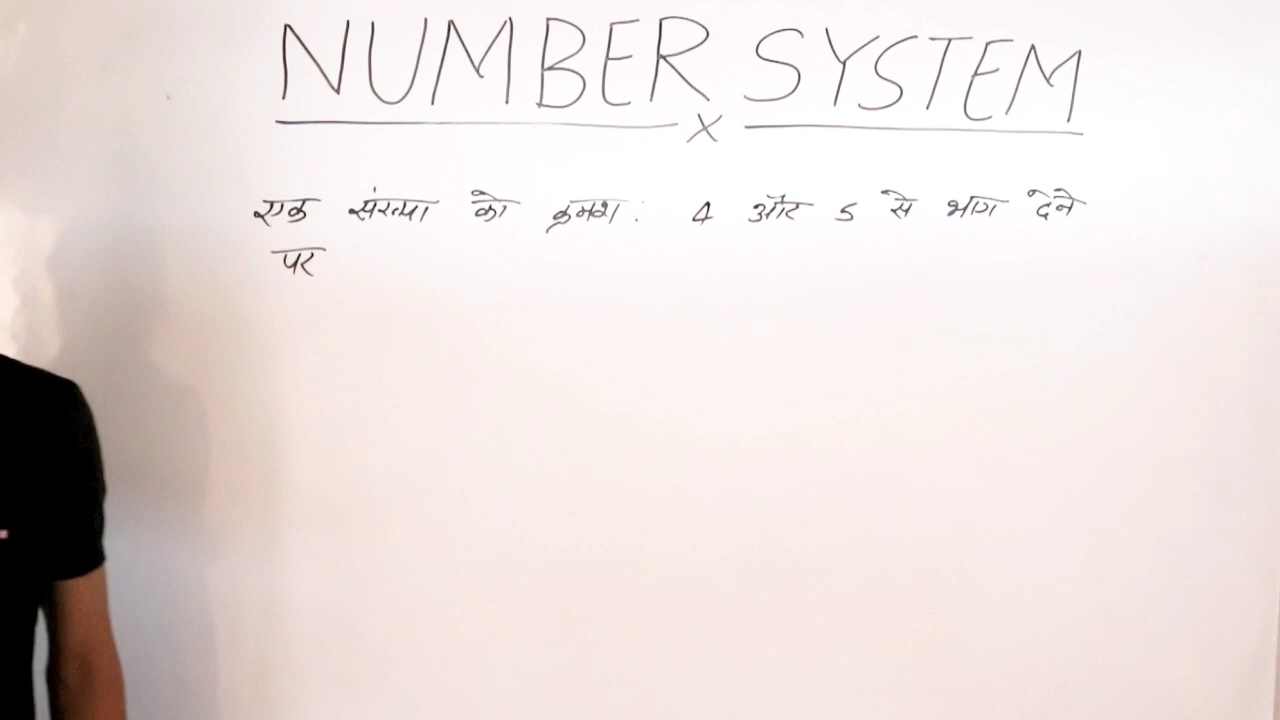 NUMBER SYSTEM
x
एक संख्या को क्रमश: 4 और 5 से भाग देने
पर